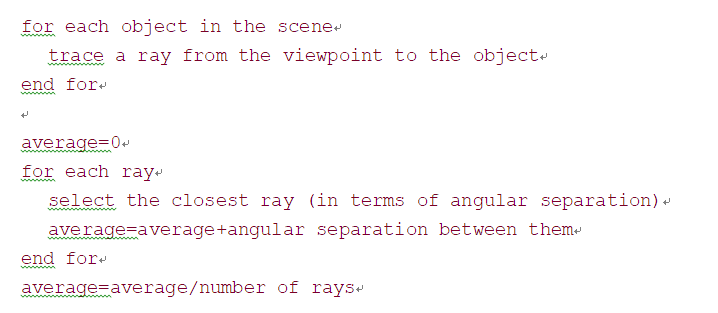 for each object in the scene
trace a ray from the viewpoint to the object
end for
average=0
for each ray
select the closest ray (in terms of angular separation)
average=average+angular separation between them
end for
average=average/number of rays